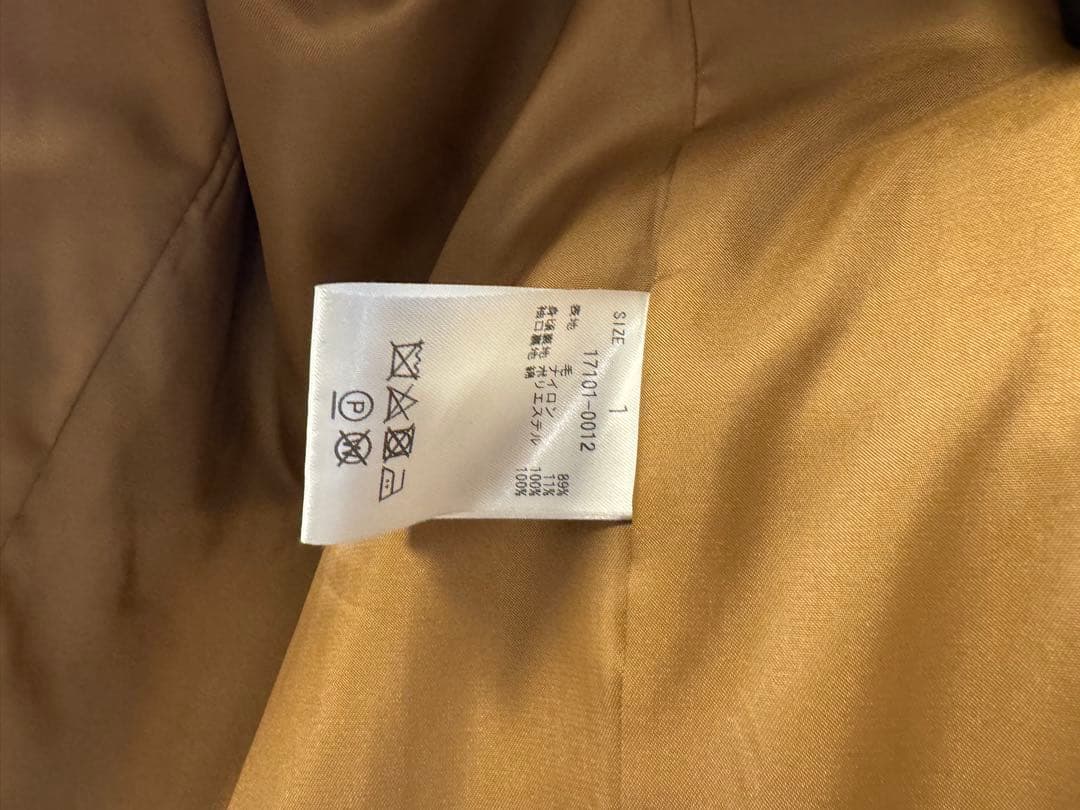 SIZE 1
17101-0012
表地 毛 89%
ナイロン 11%
身頃裏地 ポリエステル 100%
袖口裏地 綿 100%
P
W